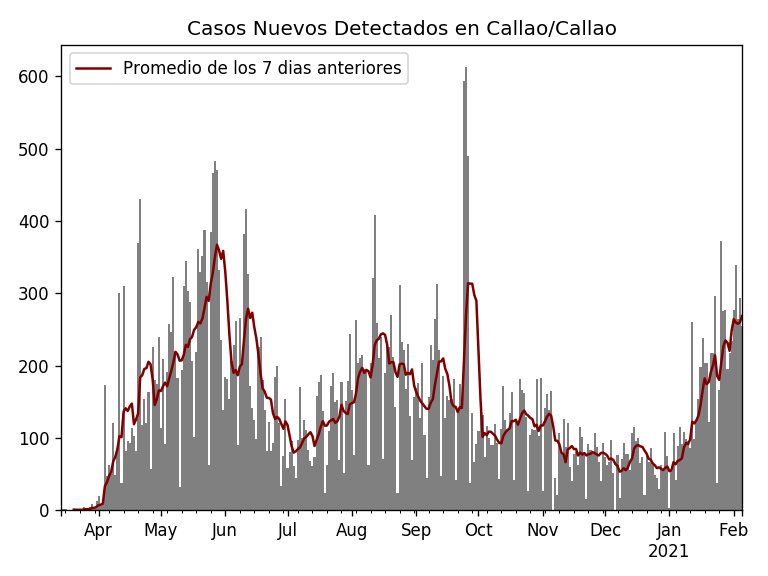 Casos Nuevos Detectados en Callao/Callao
Promedio de los 7 dias anteriores
600
500
400
300
200
100
0
Apr May Jun Jul Aug Sep Oct Nov Dec Jan Feb
2021